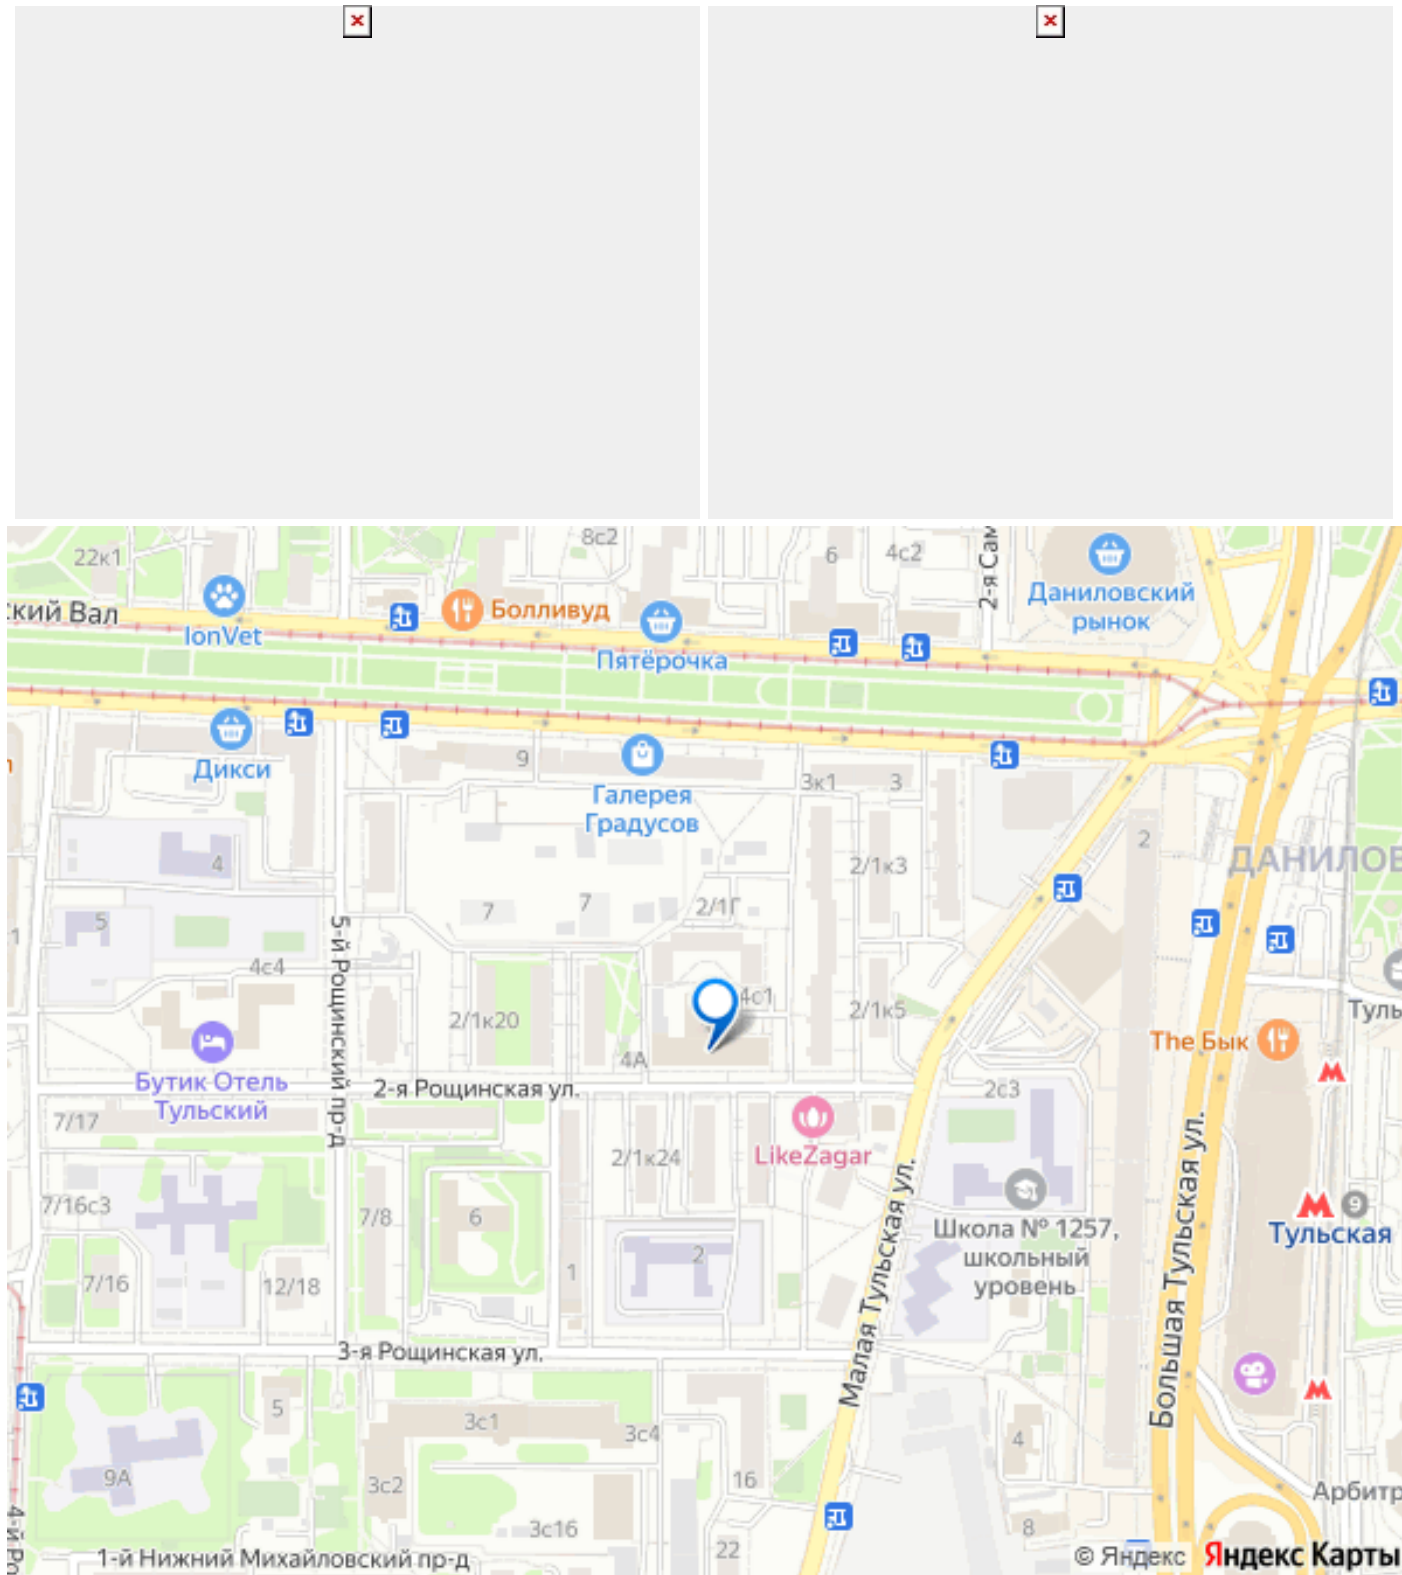 22к1
8с2
6
4с2
2-я Сам
Даниловский
рынок
ский Вал
IonVet
Болливуд
Пятёрочка
Дикси
9
Галерея
Градусов
3к1
3
2
ДАНИЛОВ
4
2/1к3
5
7
7
2/1Г
1
5-й Рощинский пр-д
4с4
4с1
2/1к20
2/1к5
Туль
The Бык
4А
Бутик Отель
Тульский
2-я Рощинская ул.
2с3
7/17
2/1к24
LikeZagar
7/16с3
7/8
6
Школа № 1257,
школьный
уровень
9
Тульская
2
1
7/16
12/18
Малая Тульская ул.
Большая Тульская ул.
3-я Рощинская ул.
5
3с1
3с4
4
9А
3с2
16
Арбитр
4-й Ро
3с16
8
22
1-й Нижний Михайловский пр-д
© Яндекс Яндекс Карты